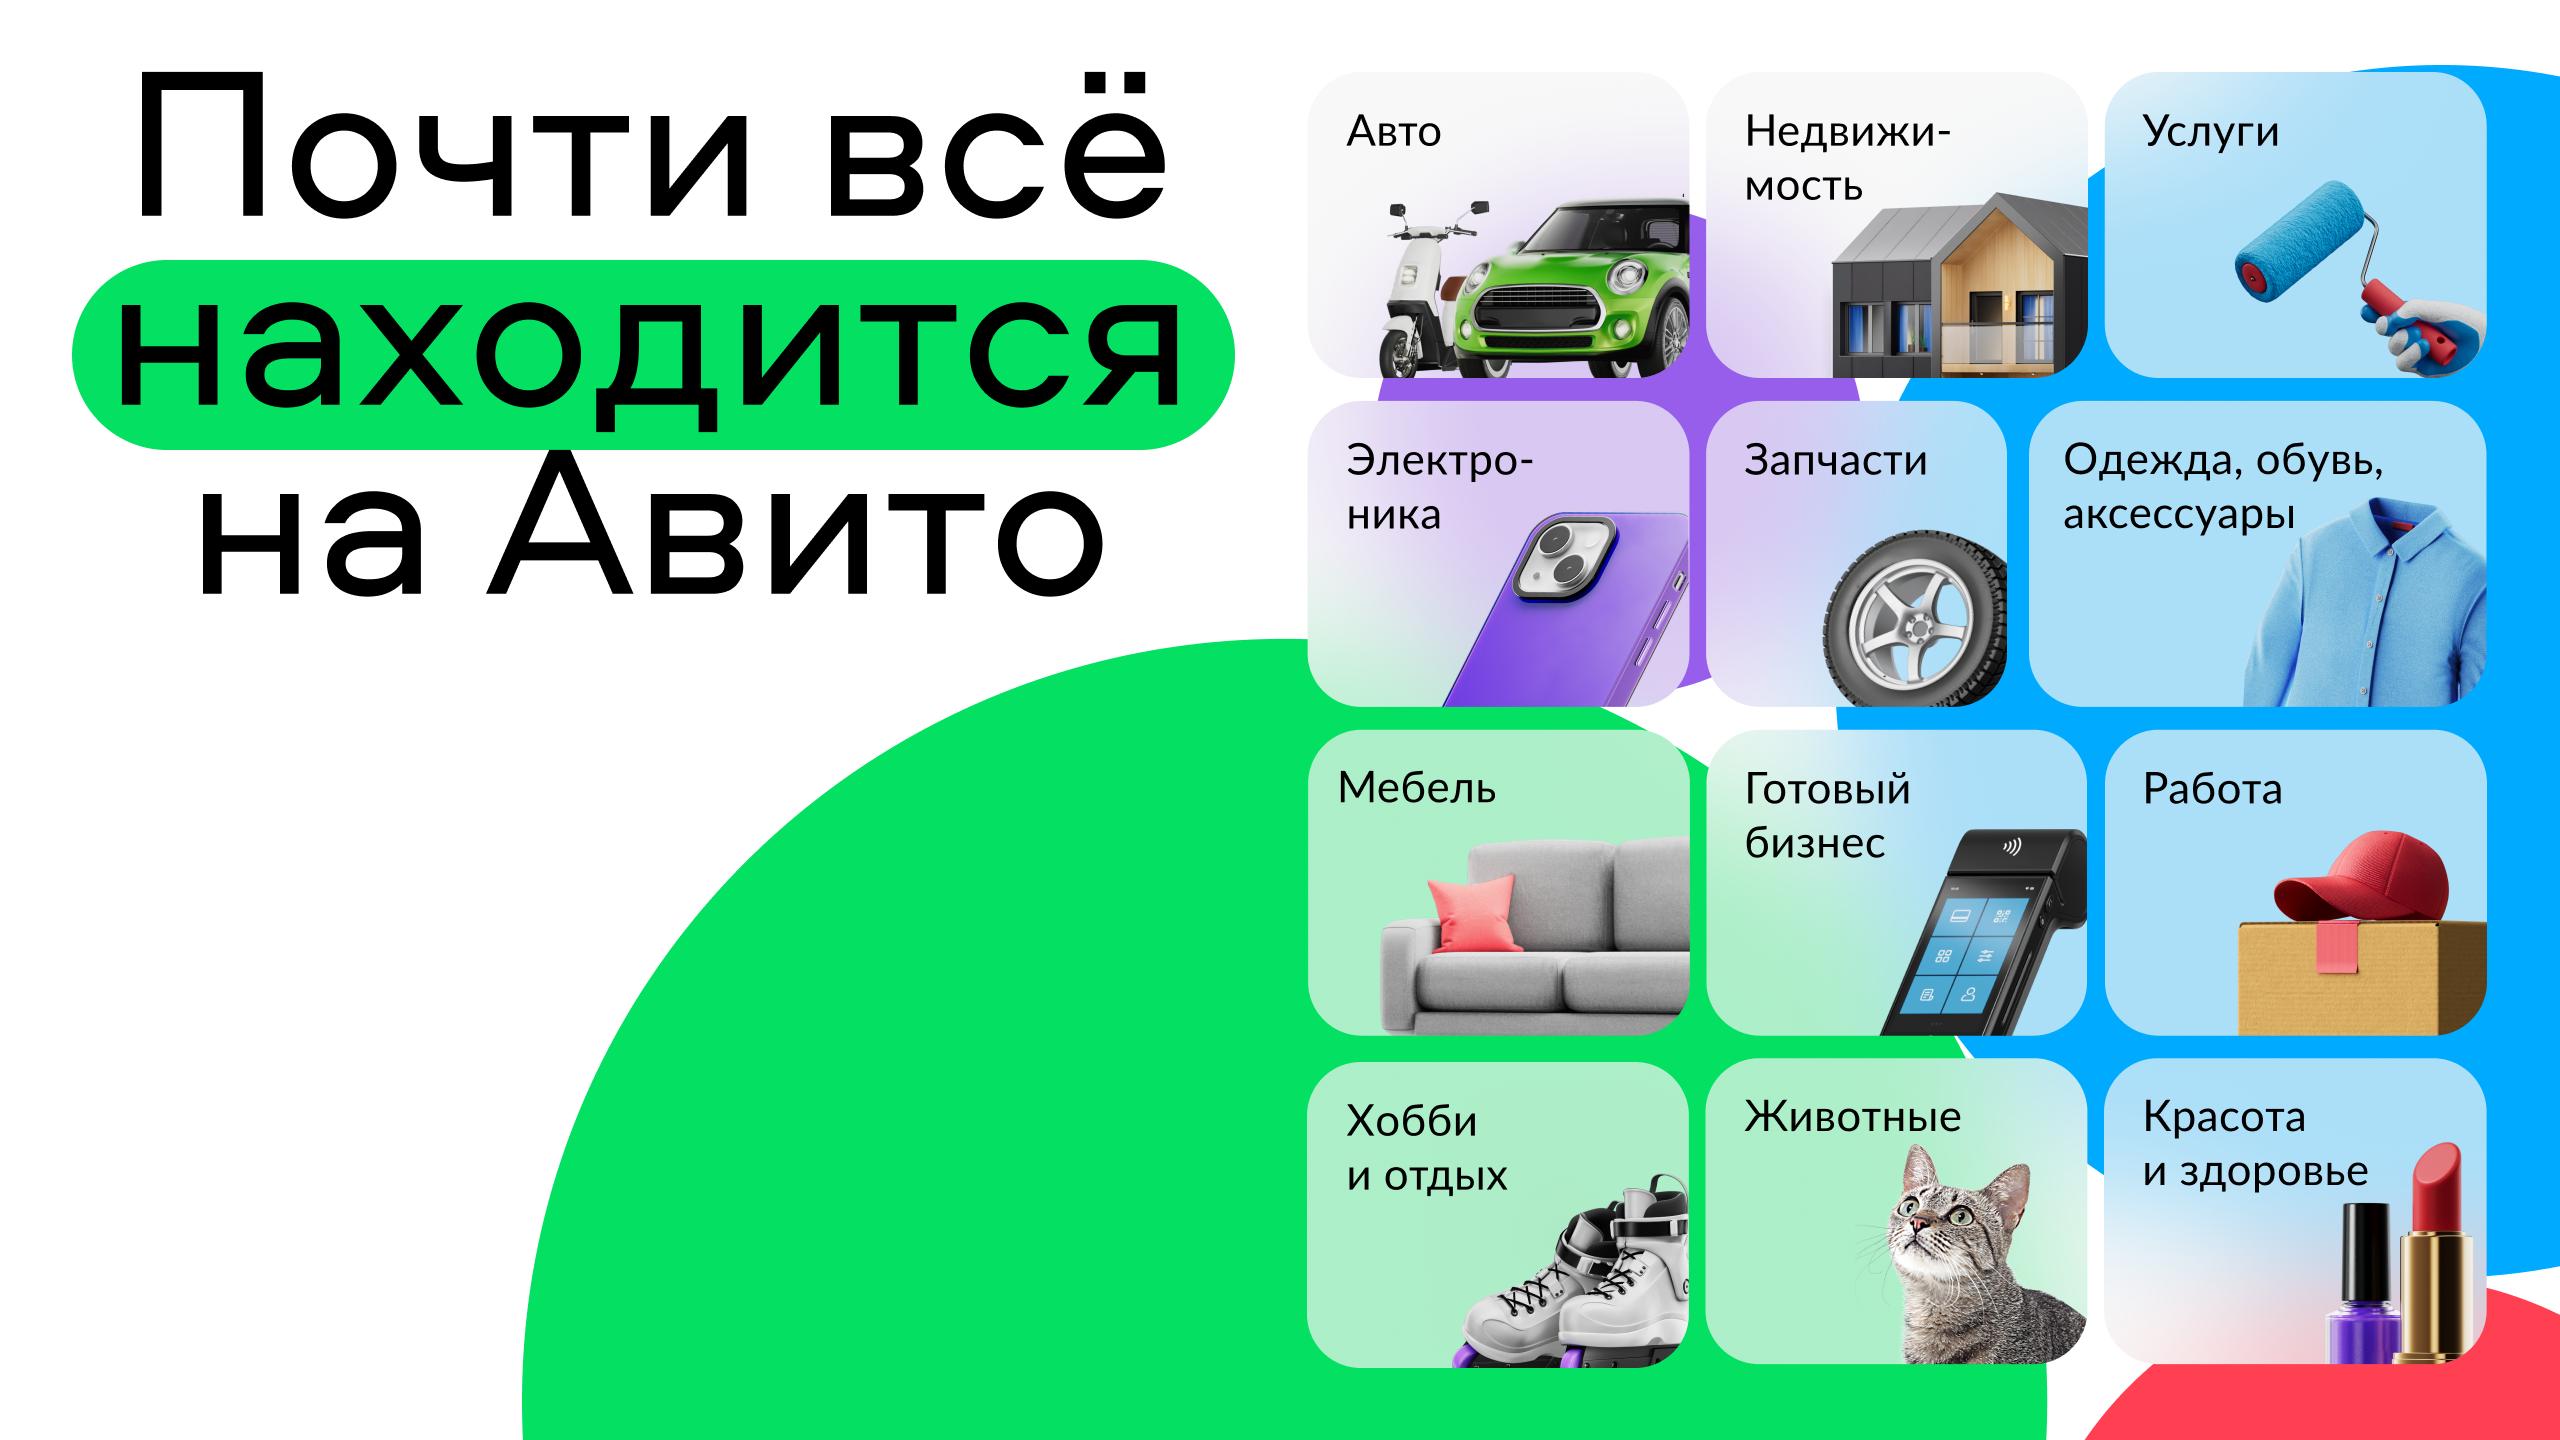 Почти всё
находится
на Авито
Авто
Недвижи-
мость
Услуги
Электро-
ника
Запчасти
Одежда, обувь,
аксессуары
Мебель
Готовый
бизнес
Работа
Хобби
и отдых
Животные
Красота
и здоровье